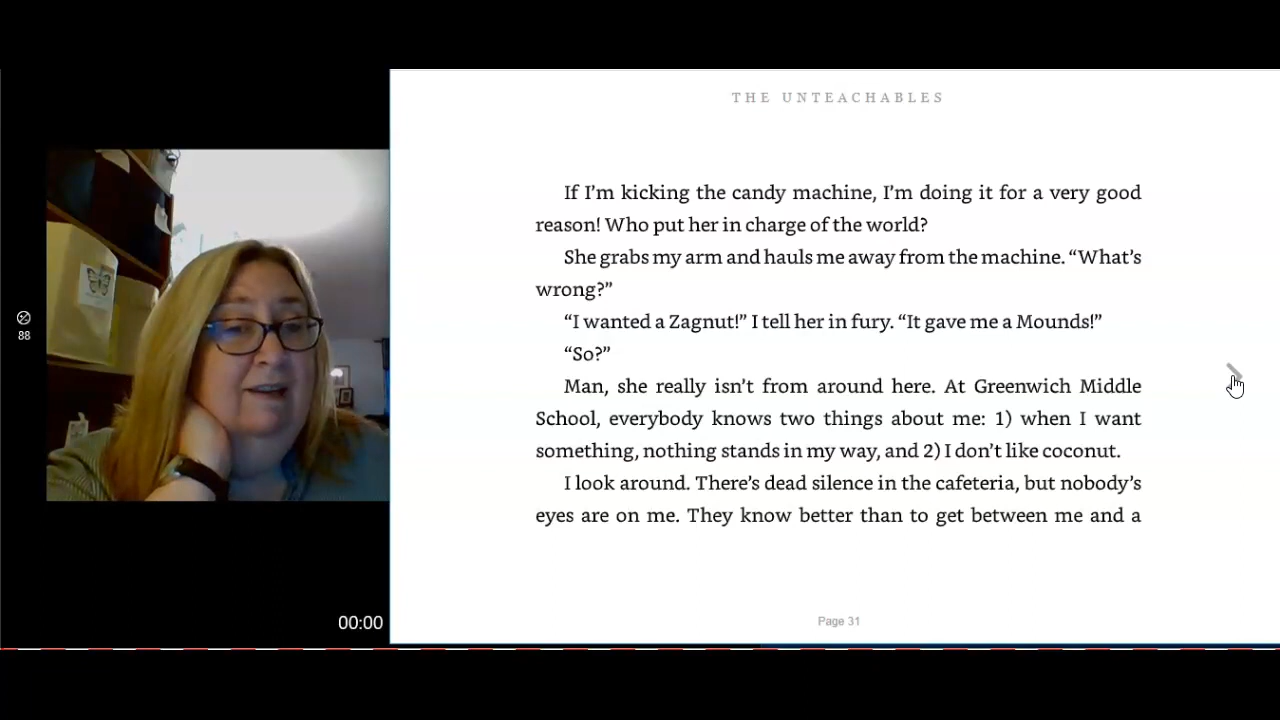 THE UNTEACHABLES
If I’m kicking the candy machine, I’m doing it for a very good
reason! Who put her in charge of the world?
She grabs my arm and hauls me away from the machine. “What’s
wrong?”
“I wanted a Zagnut!” I tell her in fury. “It gave me a Mounds!”
“So?”
Man, she really isn’t from around here. At Greenwich Middle
School, everybody knows two things about me: 1) when I want
something, nothing stands in my way, and 2) I don’t like coconut.
I look around. There’s dead silence in the cafeteria, but nobody’s
eyes are on me. They know better than to get between me and a
Page 31
88
00:00